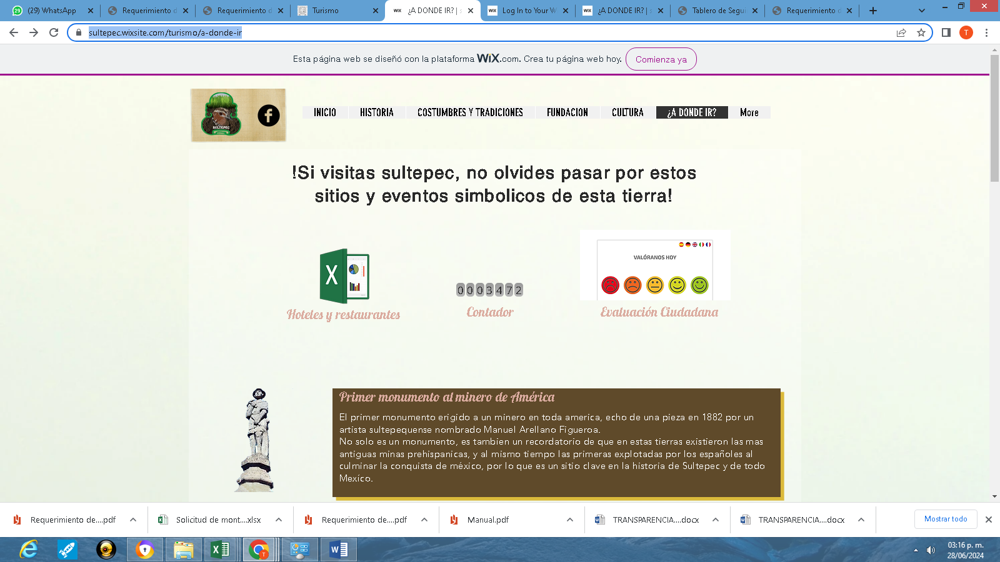 (29) WhatsApp
Requerimiento d
Requerimiento d
Turismo
¿A DONDE IR? | s
Log In to Your W
¿A DONDE IR? | s
Tablero de Segui
Requerimiento d
sultepec.wixsite.com/turismo/a-donde-ir
T
Esta página web se diseñó con la plataforma WiX.com. Crea tu página web hoy.
Comienza ya
SULTEPEC
INICIO
HISTORIA
COSTUMBRES Y TRADICIONES
FUNDACION
CULTURA
¿A DONDE IR?
More
!Si visitas sultepec, no olvides pasar por estos
sitios y eventos simbolicos de esta tierra!
X
VALÓRANOS HOY
0003472
Hoteles y restaurantes
Contador
Evaluación Ciudadana
Primer monumento al minero de América
El primer monumento erigido a un minero en toda america, echo de una pieza en 1882 por un
artista sultepequense nombrado Manuel Arellano Figueroa.
No solo es un monumento, es tambien un recordatorio de que en estas tierras existieron las mas
antiguas minas prehispanicas, y al mismo tiempo las primeras explotadas por los españoles al
culminar la conquista de méxico, por lo que es un sitio clave en la historia de Sultepec y de todo
Mexíco.
Requerimiento de....pdf
Solicitud de mont....xlsx
Requerimiento de....pdf
Manual.pdf
TRANSPARENCIA....docx
TRANSPARENCIA....docx
Mostrar todo
03:16 p. m.
28/06/2024